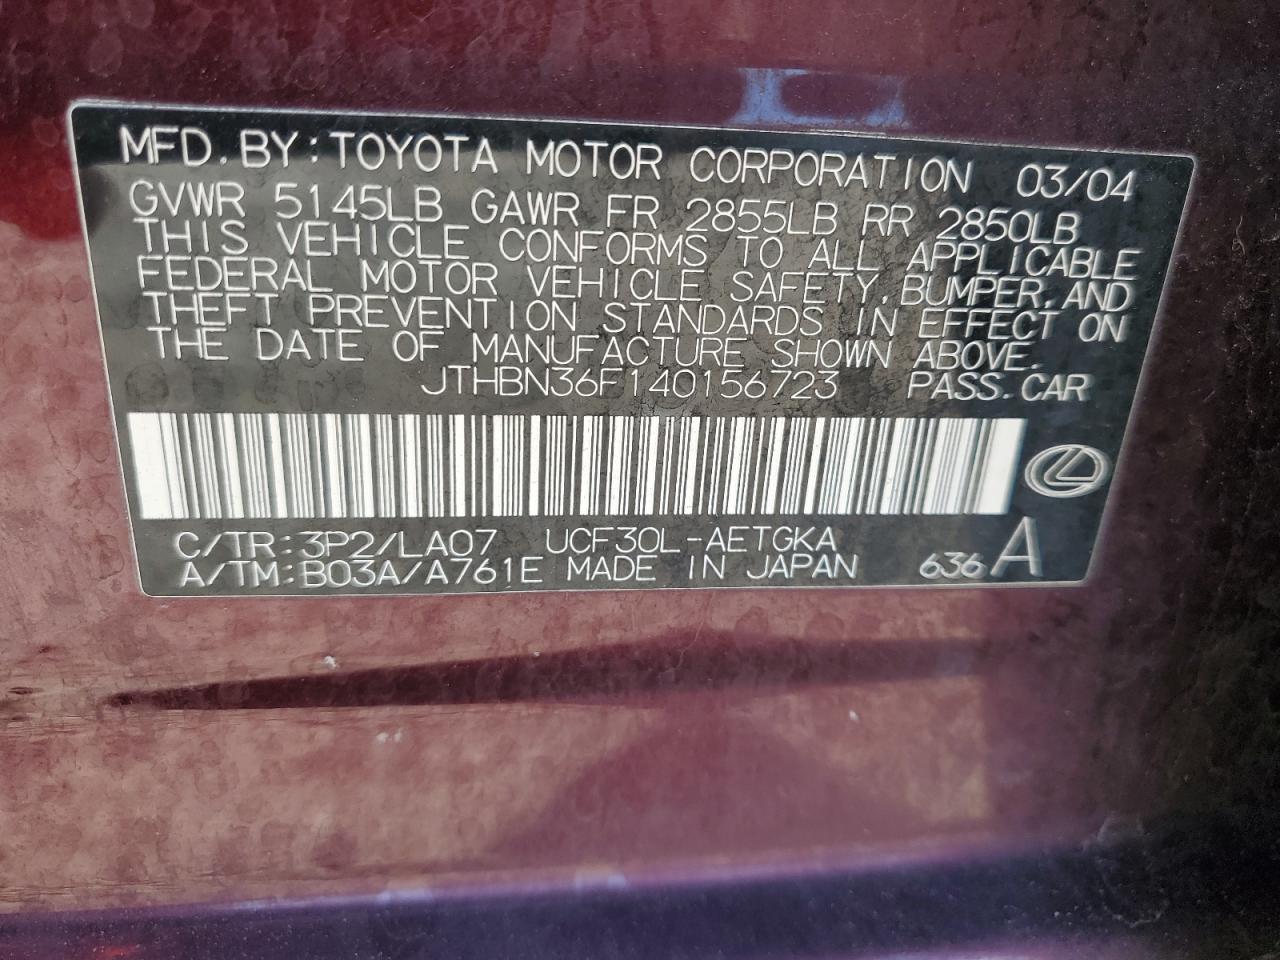 MFD. BY: TOYOTA MOTOR CORPORATION 03/04
GVWR 5145LB GAWR FR 2855LB RR 2850LB
THIS VEHICLE CONFORMS TO ALL APPLICABLE
FEDERAL MOTOR VEHICLE SAFETY, BUMPER, AND
THEFT PREVENTION STANDARDS IN EFFECT ON
THE DATE OF MANUFACTURE SHOWN ABOVE.
JTHBN36F140156723 PASS. CAR
C/TR: 3P2/LA07 UCF30L-AETGKA
A/TM: B03A/A761E MADE IN JAPAN 636 A